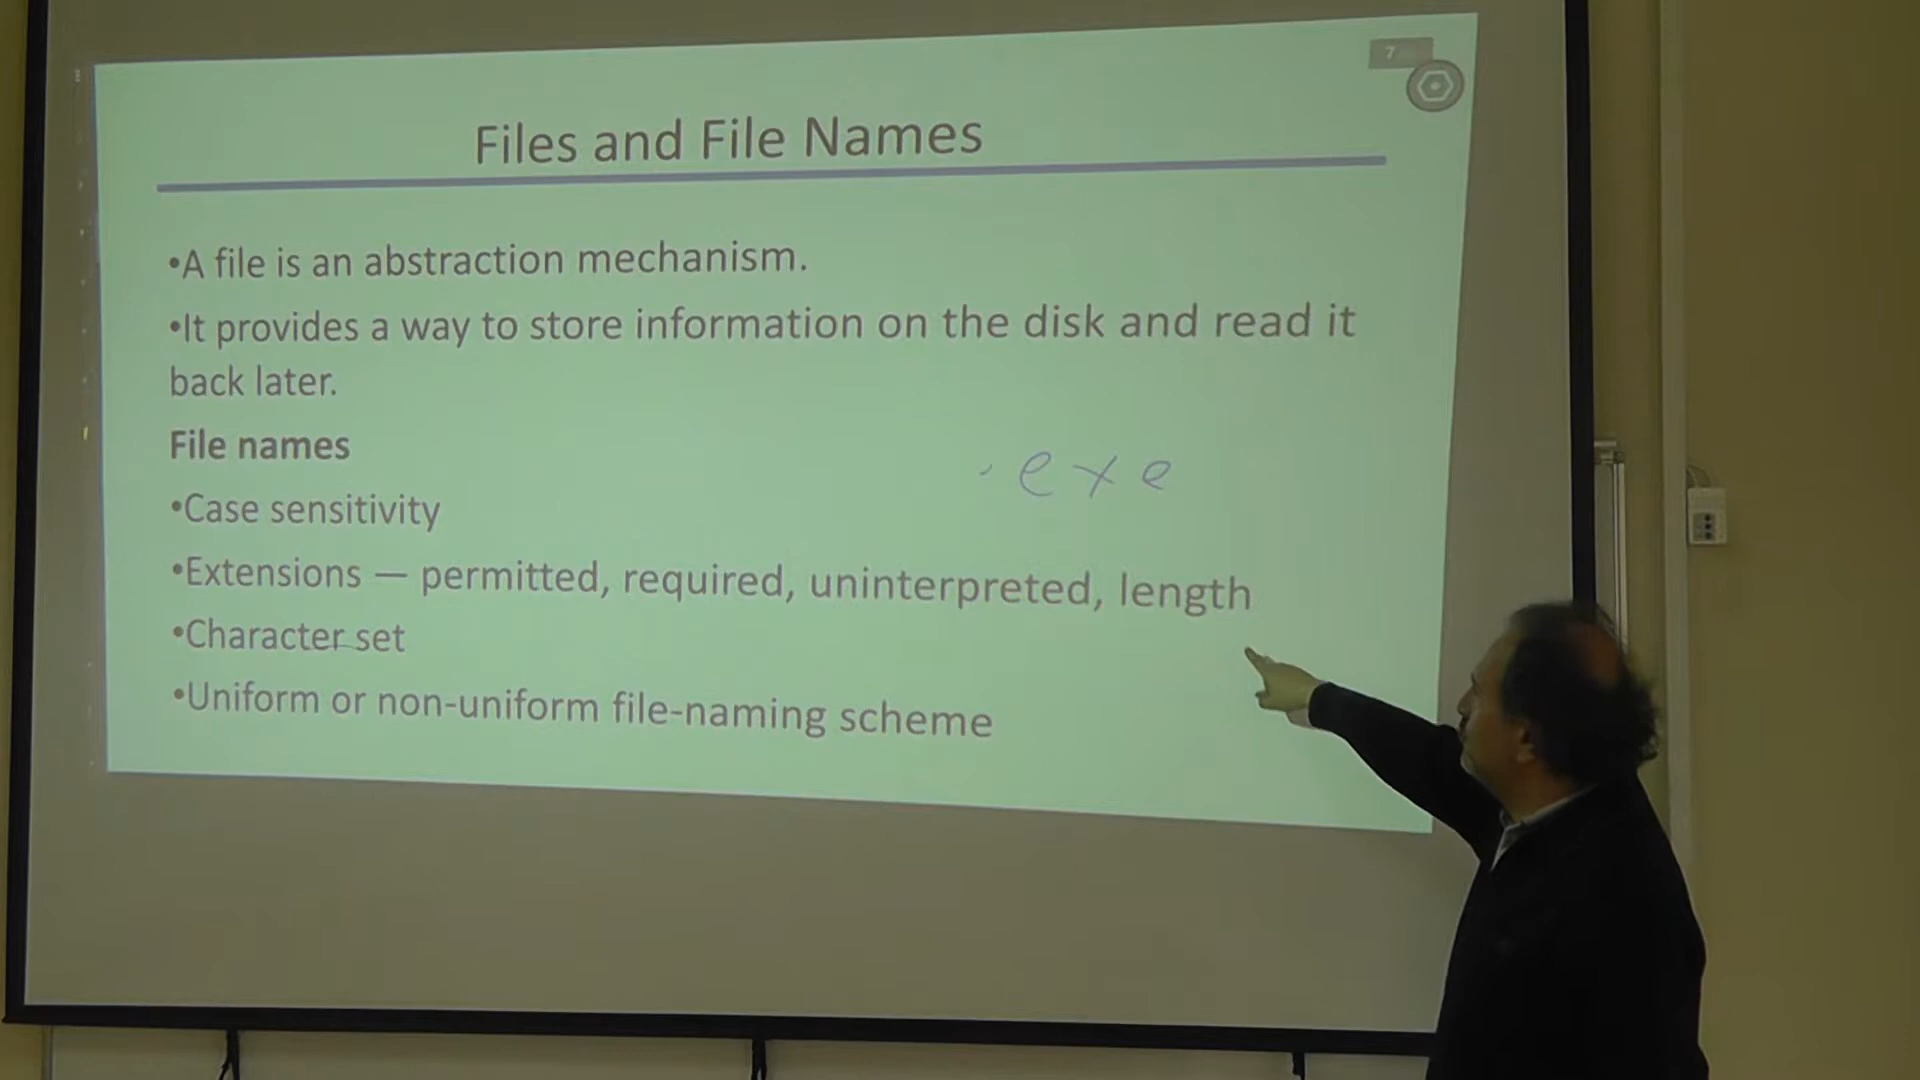 7
Files and File Names
•A file is an abstraction mechanism.
•It provides a way to store information on the disk and read it
back later.
File names
.exe
•Case sensitivity
•Extensions — permitted, required, uninterpreted, length
•Character set
•Uniform or non-uniform file-naming scheme